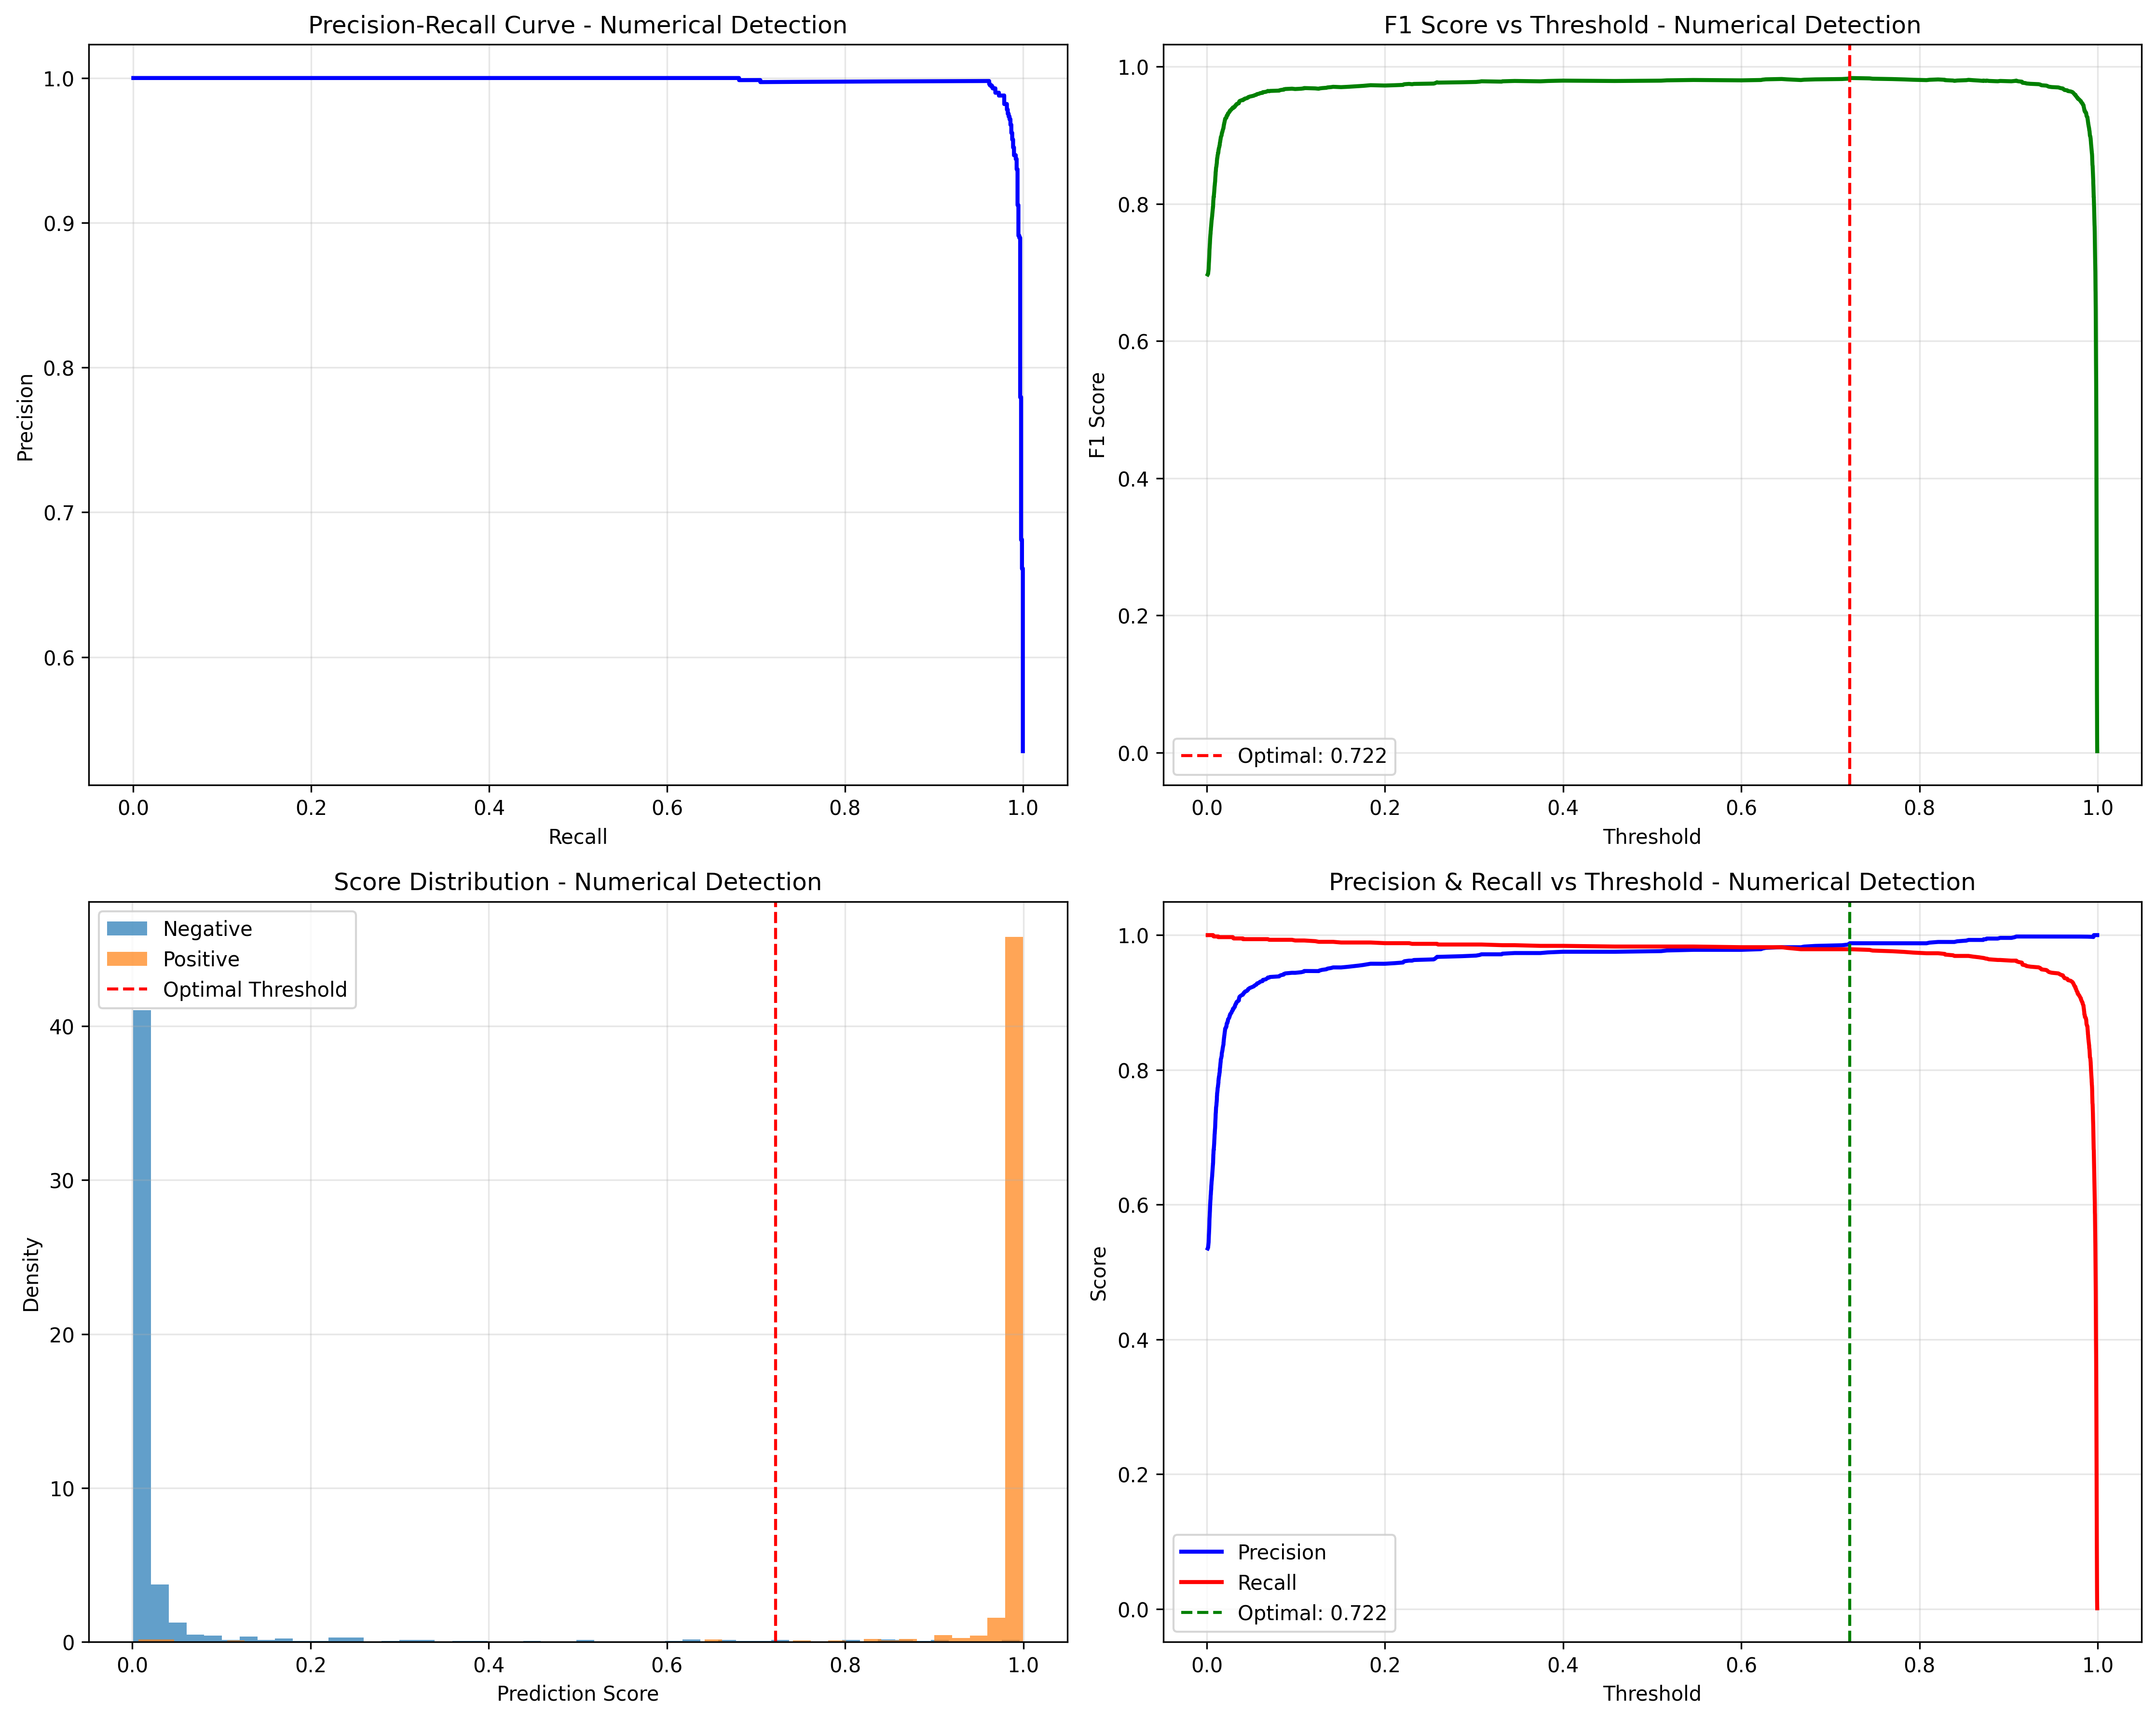 Precision-Recall Curve - Numerical Detection
1.0
0.9
0.8
0.7
0.6
Precision
0.0 0.2 0.4 0.6 0.8 1.0
Recall
F1 Score vs Threshold - Numerical Detection
1.0
0.8
0.6
0.4
0.2
0.0
F1 Score
Optimal: 0.722
0.0 0.2 0.4 0.6 0.8 1.0
Threshold
Score Distribution - Numerical Detection
Negative
Positive
Optimal Threshold
40
30
20
10
0
Density
0.0 0.2 0.4 0.6 0.8 1.0
Prediction Score
Precision & Recall vs Threshold - Numerical Detection
1.0
0.8
0.6
0.4
0.2
0.0
Score
Precision
Recall
Optimal: 0.722
0.0 0.2 0.4 0.6 0.8 1.0
Threshold